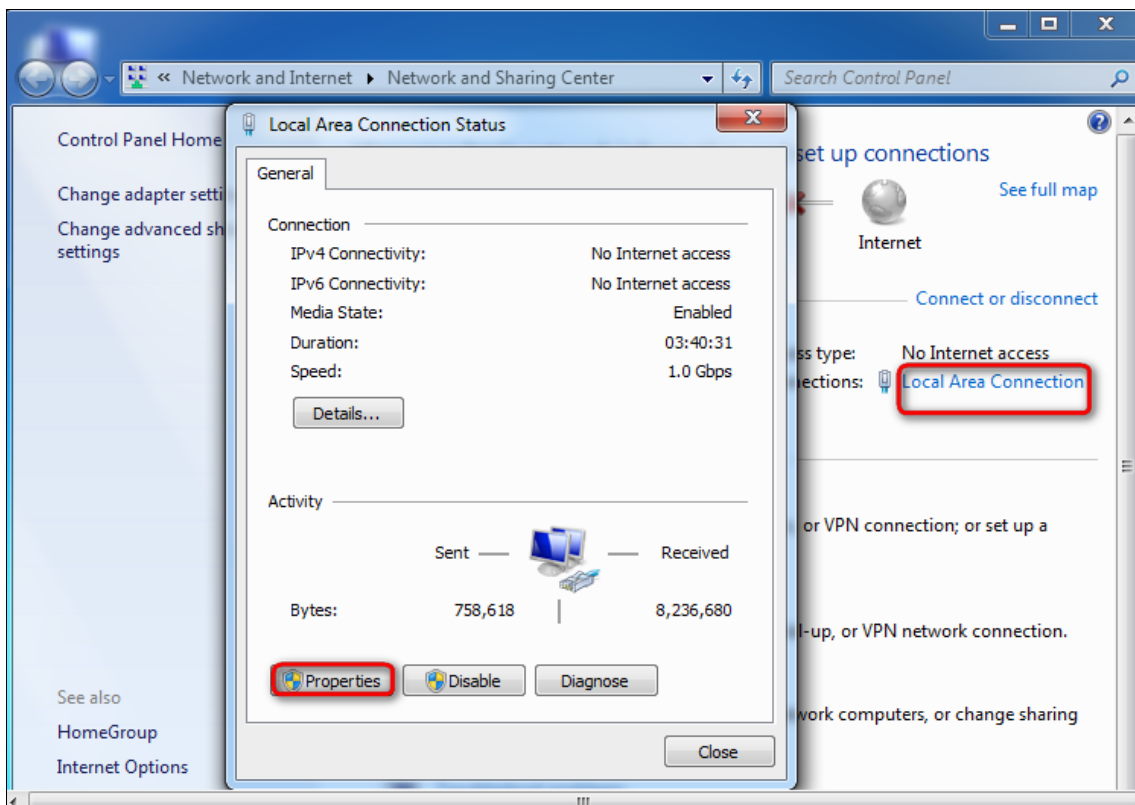 « Network and Internet ▸ Network and Sharing Center
Search Control Panel
Control Panel Home
Change adapter setti
Change advanced sh
settings
See also
HomeGroup
Internet Options
Local Area Connection Status
General
Connection
IPv4 Connectivity: No Internet access
IPv6 Connectivity: No Internet access
Media State: Enabled
Duration: 03:40:31
Speed: 1.0 Gbps
Details...
Activity
Sent Received
Bytes: 758,618 8,236,680
Properties Disable Diagnose
Close
set up connections
See full map
Internet
Connect or disconnect
ss type: No Internet access
ections: Local Area Connection
or VPN connection; or set up a
l-up, or VPN network connection.
work computers, or change sharing